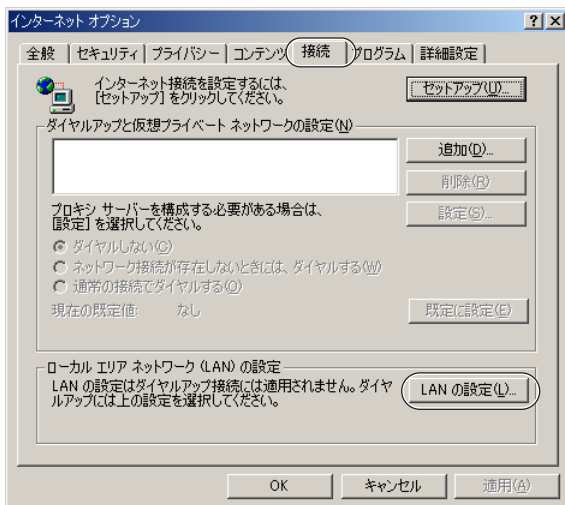 インターネット オプション
全般 セキュリティ プライバシー コンテンツ 接続 プログラム 詳細設定
インターネット接続を設定するには、
[セットアップ] をクリックしてください。
セットアップ(U)...
ダイヤルアップと仮想プライベート ネットワークの設定(N)
追加(D)...
削除(R)
プロキシ サーバーを構成する必要がある場合は、
[設定] を選択してください。
設定(S)...
ダイヤルしない(C)
ネットワーク接続が存在しないときには、ダイヤルする(W)
通常の接続でダイヤルする(O)
現在の既定値: なし
既定に設定(E)
ローカル エリア ネットワーク (LAN) の設定
LAN の設定はダイヤルアップ接続には適用されません。ダイヤ
ルアップには上の設定を選択してください。
LAN の設定(L)...
OK キャンセル 適用(A)